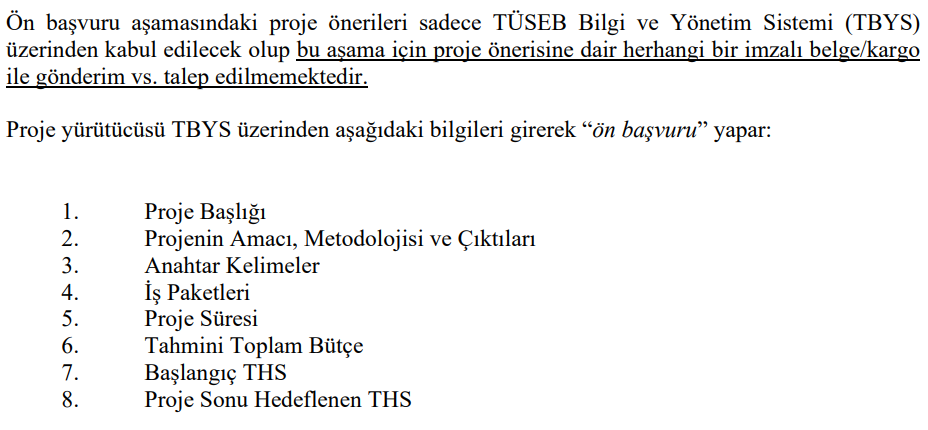 Ön başvuru aşamasındaki proje önerileri sadece TÜSEB Bilgi ve Yönetim Sistemi (TBYS)
üzerinden kabul edilecek olup bu aşama için proje önerisine dair herhangi bir imzalı belge/kargo
ile gönderim vs. talep edilmemektedir.
Proje yürütücüsü TBYS üzerinden aşağıdaki bilgileri girerek “ön başvuru” yapar:
1. Proje Başlığı
2. Projenin Amacı, Metodolojisi ve Çıktıları
3. Anahtar Kelimeler
4. İş Paketleri
5. Proje Süresi
6. Tahmini Toplam Bütçe
7. Başlangıç THS
8. Proje Sonu Hedeflenen THS